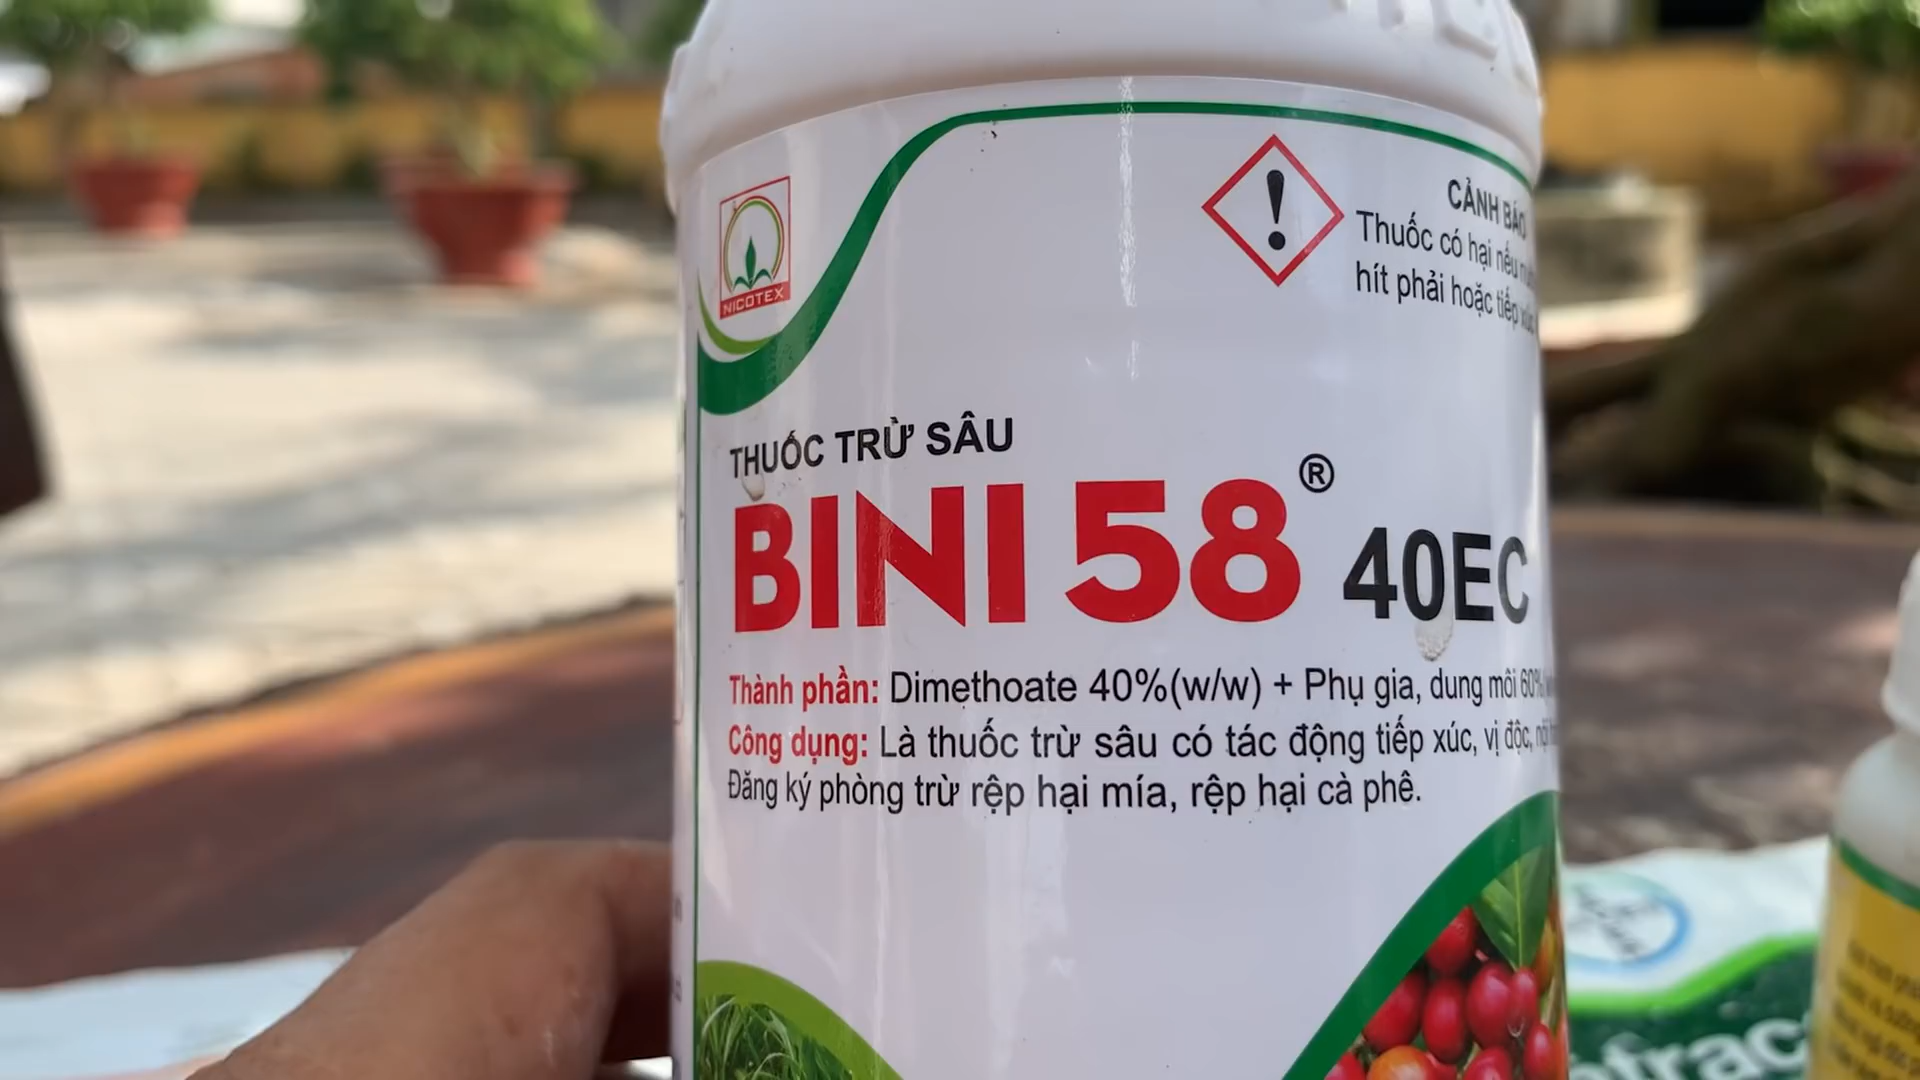 NICOTEX
CẢNH BÁO
Thuốc có hại nếu
hít phải hoặc tiếp xúc
THUỐC TRỪ SÂU
BINI 58® 40EC
Thành phần: Dimethoate 40%(w/w) + Phụ gia, dung môi 60%
Công dụng: Là thuốc trừ sâu có tác động tiếp xúc, vị độc,
Đăng ký phòng trừ rệp hại mía, rệp hại cà phê.